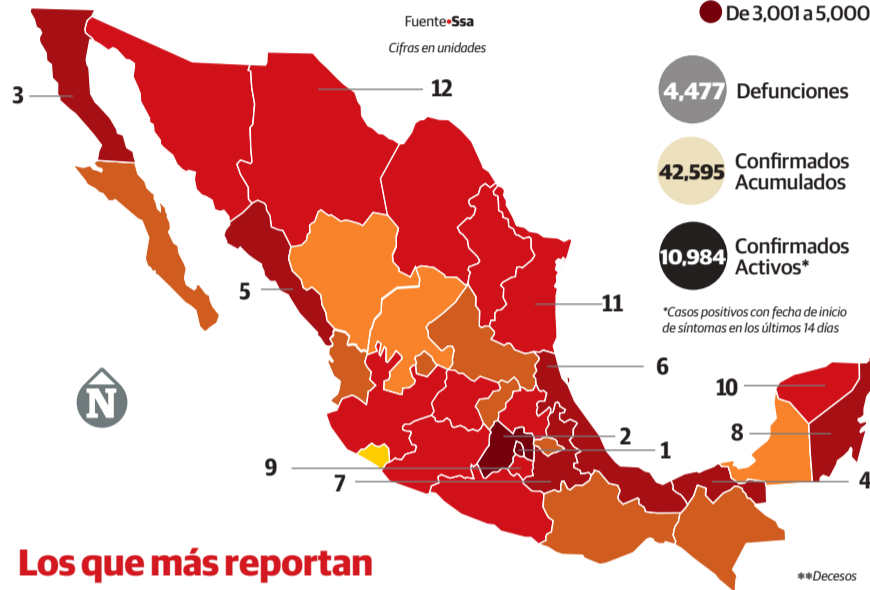 De 3,001 a 5,000
Fuente•Ssa
Cifras en unidades
4,477 Defunciones
42,595 Confirmados
Acumulados
10,984 Confirmados
Activos*
*Casos positivos con fecha de inicio
de síntomas en los últimos 14 días
3
12
5
11
6
10
8
2
1
9
7
4
N
Los que más reportan
**Decesos